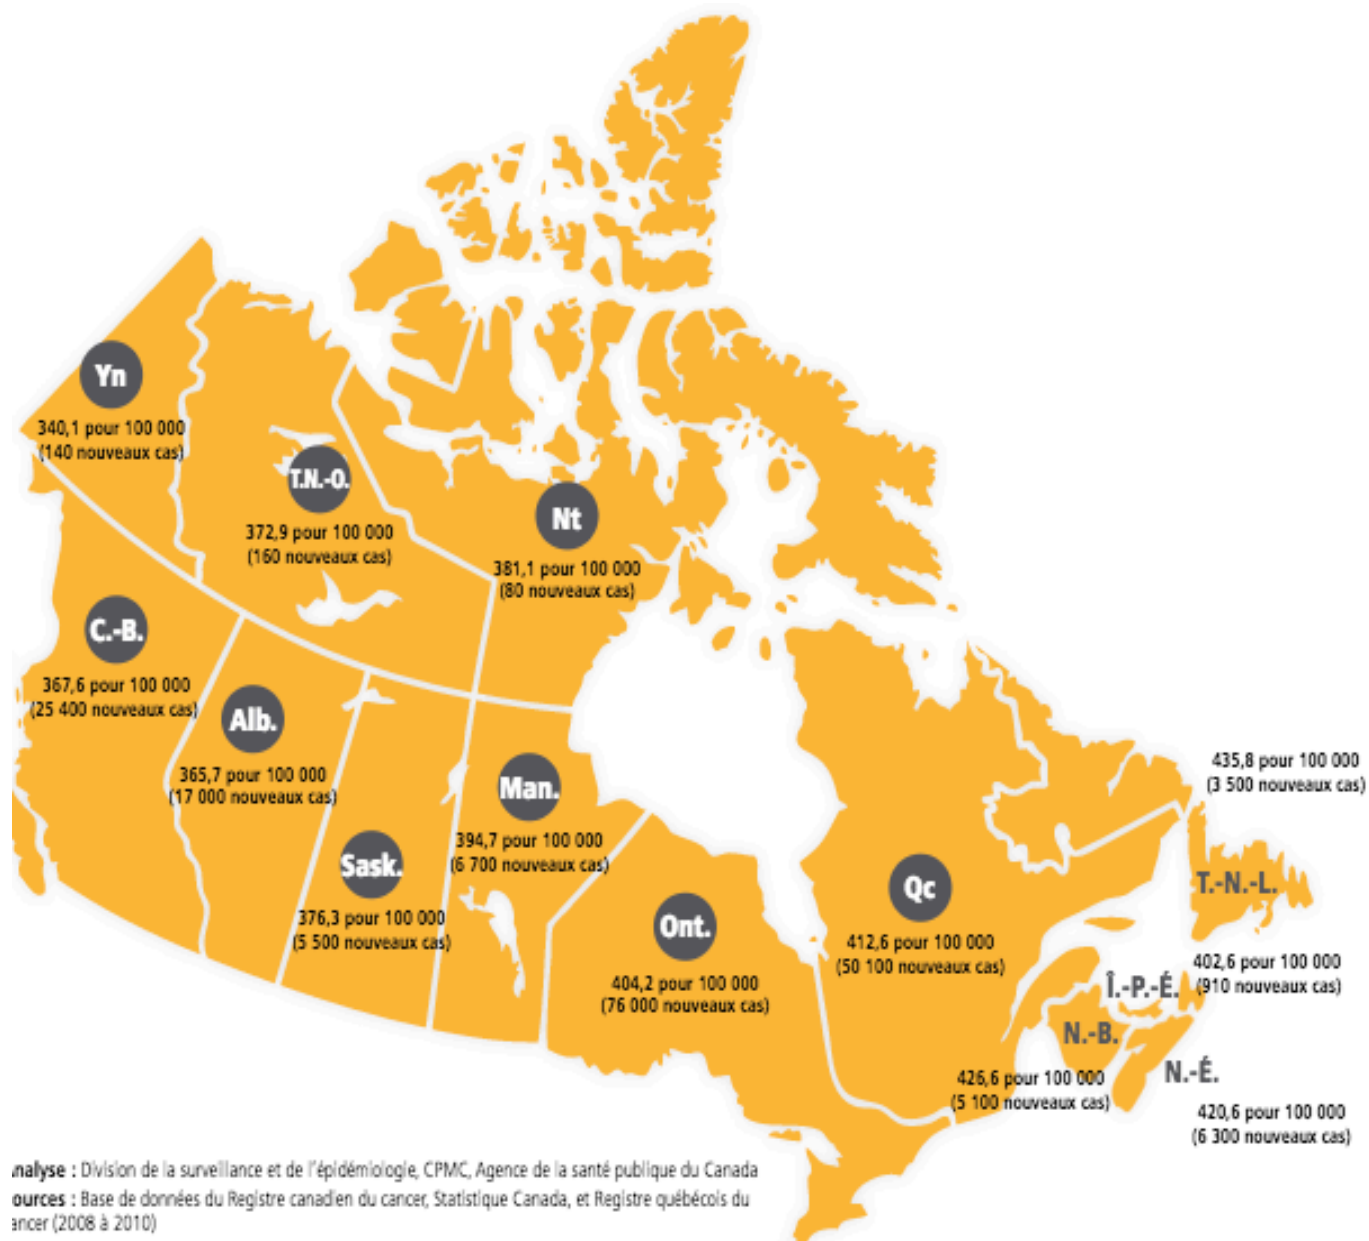 Yn
340,1 pour 100 000
(140 nouveaux cas)
T.N.-O.
372,9 pour 100 000
(160 nouveaux cas)
Nt
381,1 pour 100 000
(80 nouveaux cas)
C.-B.
367,6 pour 100 000
(25 400 nouveaux cas)
Alb.
365,7 pour 100 000
(17 000 nouveaux cas)
Sask.
376,3 pour 100 000
(5 500 nouveaux cas)
Man.
394,7 pour 100 000
(6 700 nouveaux cas)
Ont.
404,2 pour 100 000
(76 000 nouveaux cas)
Qc
412,6 pour 100 000
(50 100 nouveaux cas)
435,8 pour 100 000
(3 500 nouveaux cas)
T.-N.-L.
402,6 pour 100 000
(910 nouveaux cas)
Î.-P.-É.
N.-B.
426,6 pour 100 000
(5 100 nouveaux cas)
N.-É.
420,6 pour 100 000
(6 300 nouveaux cas)
nalyse : Division de la surveillance et de l'épidémiologie, CPMC, Agence de la santé publique du Canada
ources : Base de données du Registre canadien du cancer, Statistique Canada, et Registre québécois du
ancer (2008 à 2010)